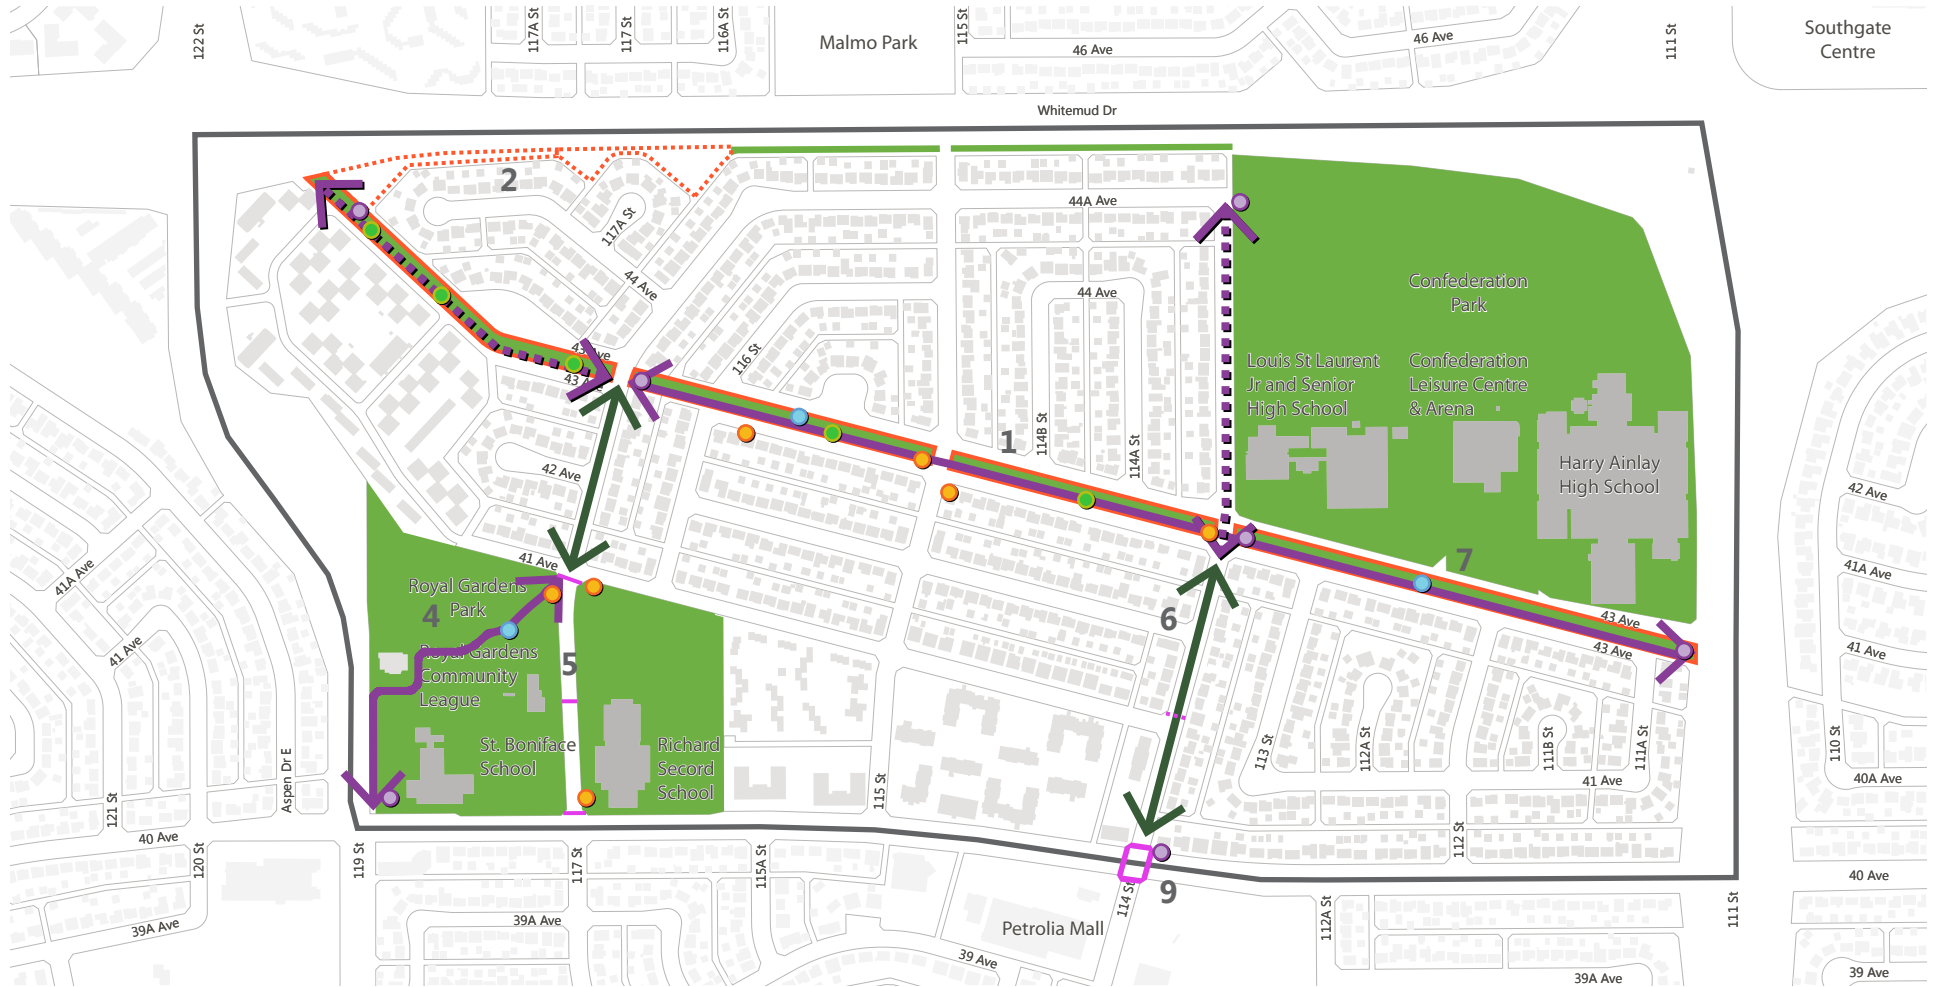 122 St
117A St
117 St
116A St
Malmo Park
115 St
46 Ave
46 Ave
111 St
Southgate
Centre
Whitemud Dr
2
117A St
44 Ave
44A Ave
44 Ave
Confederation
Park
43 Ave
43 Ave
116 St
Louis St Laurent
Jr and Senior
High School
Confederation
Leisure Centre
& Arena
1
114B St
114A St
42 Ave
Harry Ainlay
High School
42 Ave
41 Ave
7
41A Ave
41A Ave
Royal Gardens
Park
4
6
43 Ave
43 Ave
41 Ave
41 Ave
Royal Gardens
Community
League
5
St. Boniface
School
Richard
Secord
School
113 St
112A St
111B St
111A St
110 St
41 Ave
40A Ave
Aspen Dr E
121 St
115 St
40 Ave
120 St
119 St
117 St
115A St
112 St
40 Ave
114 St
9
39A Ave
39A Ave
Petrolia Mall
112A St
111 St
39 Ave
39A Ave
39 Ave